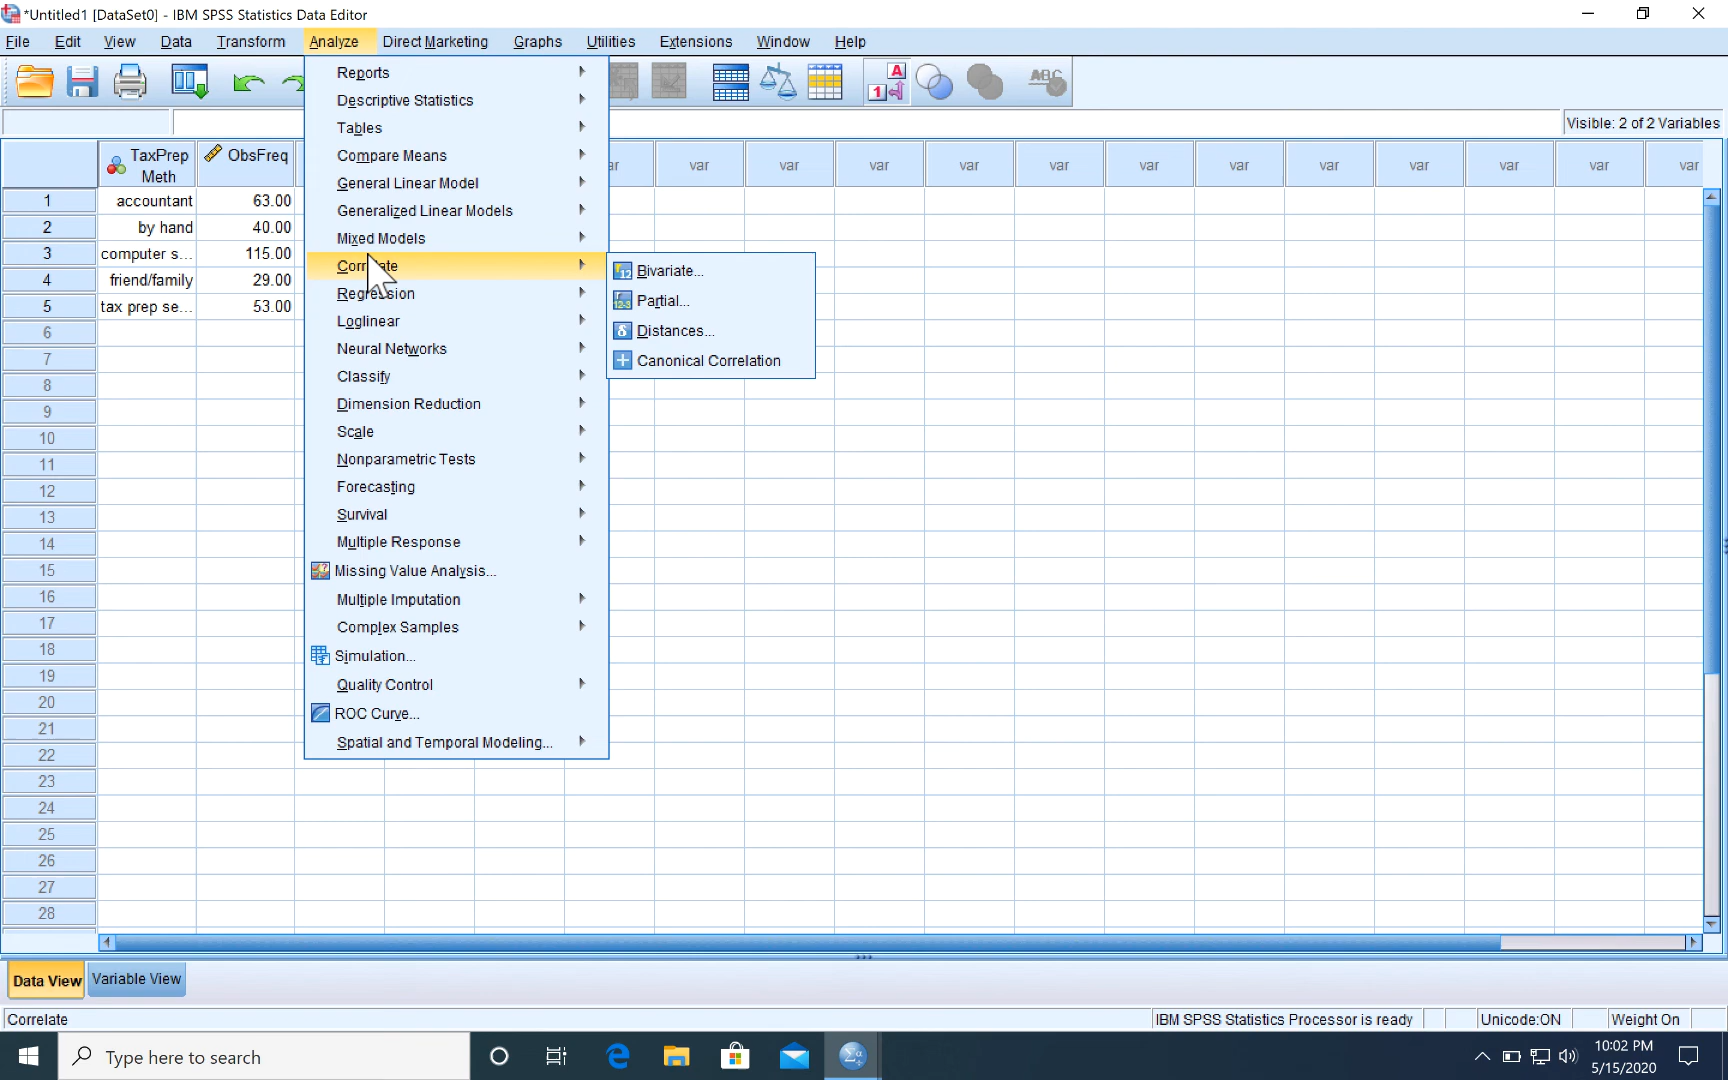 *Untitled1 [DataSet0] - IBM SPSS Statistics Data Editor
File Edit View Data Transform Analyze Direct Marketing Graphs Utilities Extensions Window Help
Visible: 2 of 2 Variables
TaxPrep Meth ObsFreq var var var var var var var var var var var var
1 accountant 63.00
2 by hand 40.00
3 computer s... 115.00
4 friend/family 29.00
5 tax prep se... 53.00
6
7
8
9
10
11
12
13
14
15
16
17
18
19
20
21
22
23
24
25
26
27
28
Reports
Descriptive Statistics
Tables
Compare Means
General Linear Model
Generalized Linear Models
Mixed Models
Correlate
Regression
Loglinear
Neural Networks
Classify
Dimension Reduction
Scale
Nonparametric Tests
Forecasting
Survival
Multiple Response
Missing Value Analysis...
Multiple Imputation
Complex Samples
Simulation...
Quality Control
ROC Curve...
Spatial and Temporal Modeling...
Bivariate...
Partial...
Distances...
Canonical Correlation
Data View Variable View
Correlate IBM SPSS Statistics Processor is ready Unicode:ON Weight On
Type here to search
10:02 PM
5/15/2020